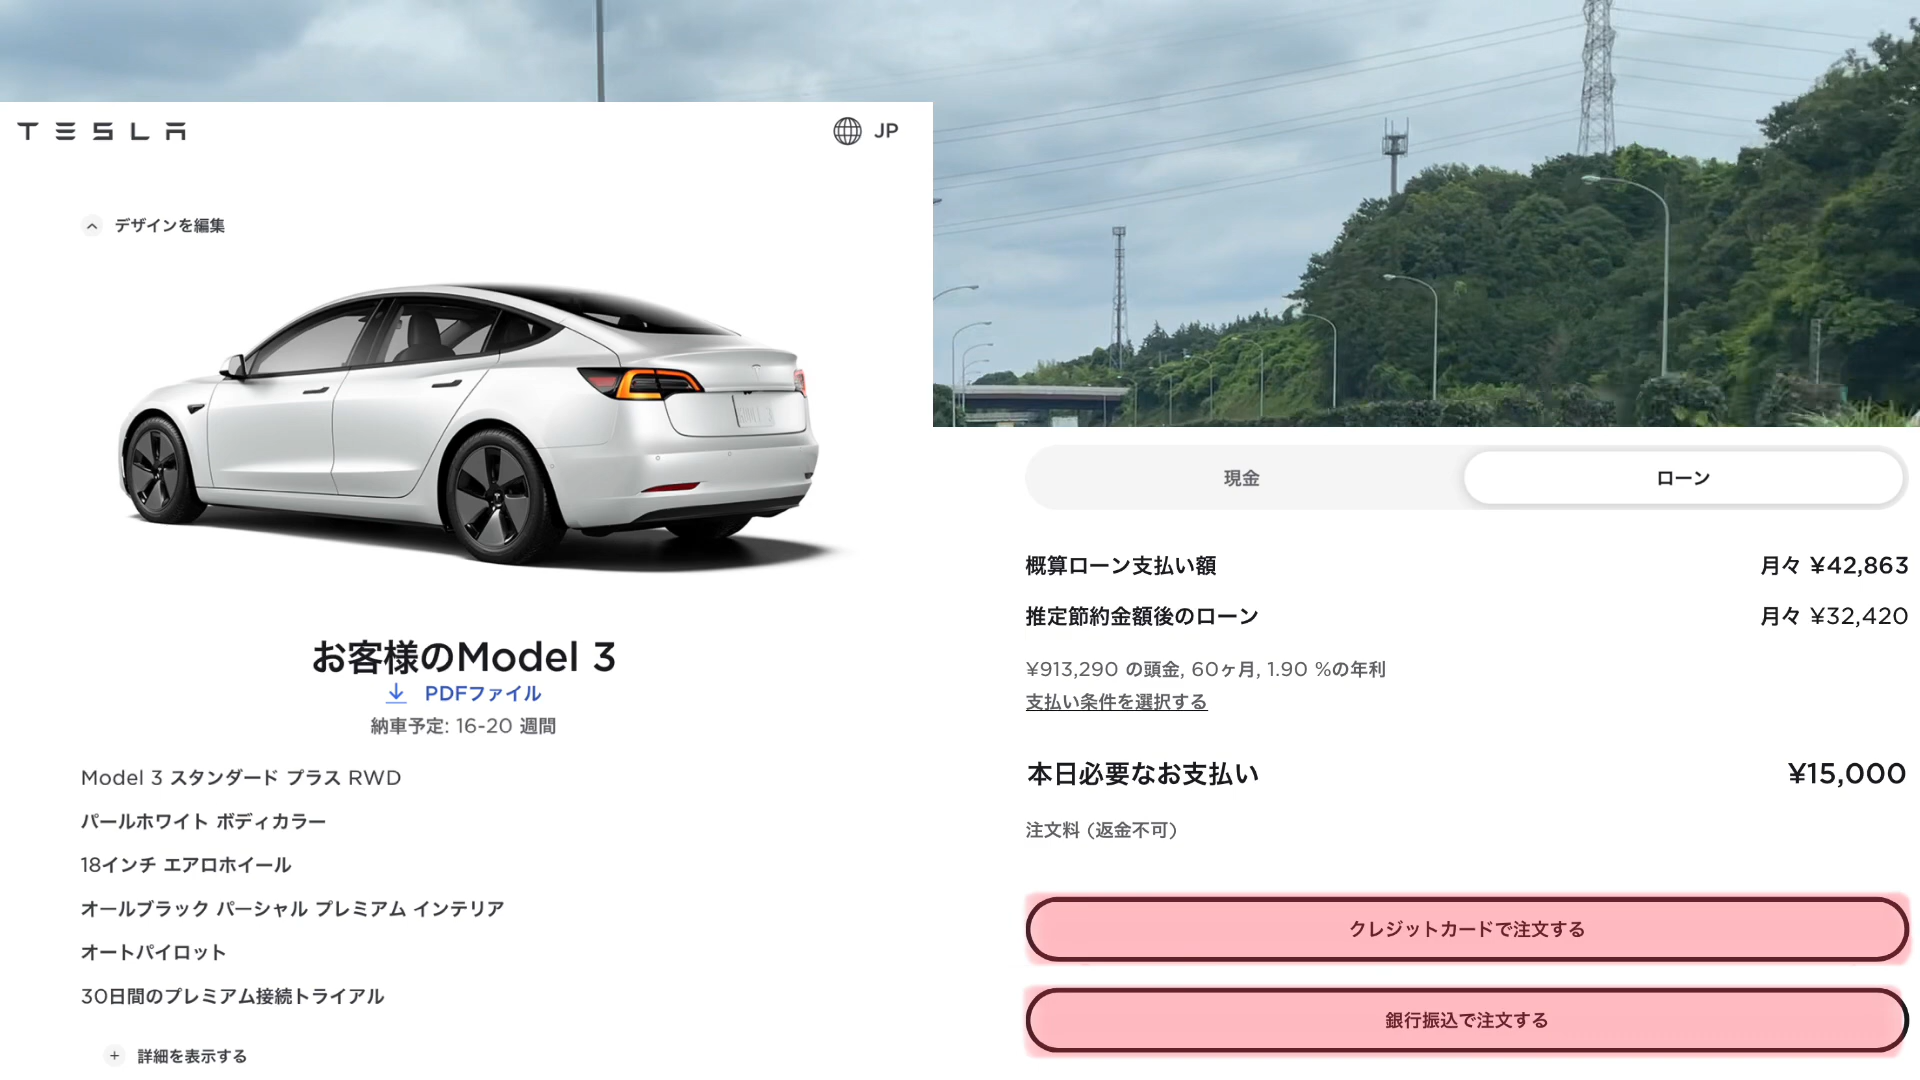 TESLA
JP
デザインを編集
お客様のModel 3
PDFファイル
納車予定: 16-20 週間
Model 3 スタンダード プラス RWD
パールホワイト ボディカラー
18インチ エアロホイール
オールブラック パーシャル プレミアム インテリア
オートパイロット
30日間のプレミアム接続トライアル
+ 詳細を表示する
現金 ローン
概算ローン支払い額 月々 ¥42,863
推定節約金額後のローン 月々 ¥32,420
¥913,290 の頭金, 60ヶ月, 1.90 %の年利
支払い条件を選択する
本日必要なお支払い ¥15,000
注文料 (返金不可)
クレジットカードで注文する
銀行振込で注文する